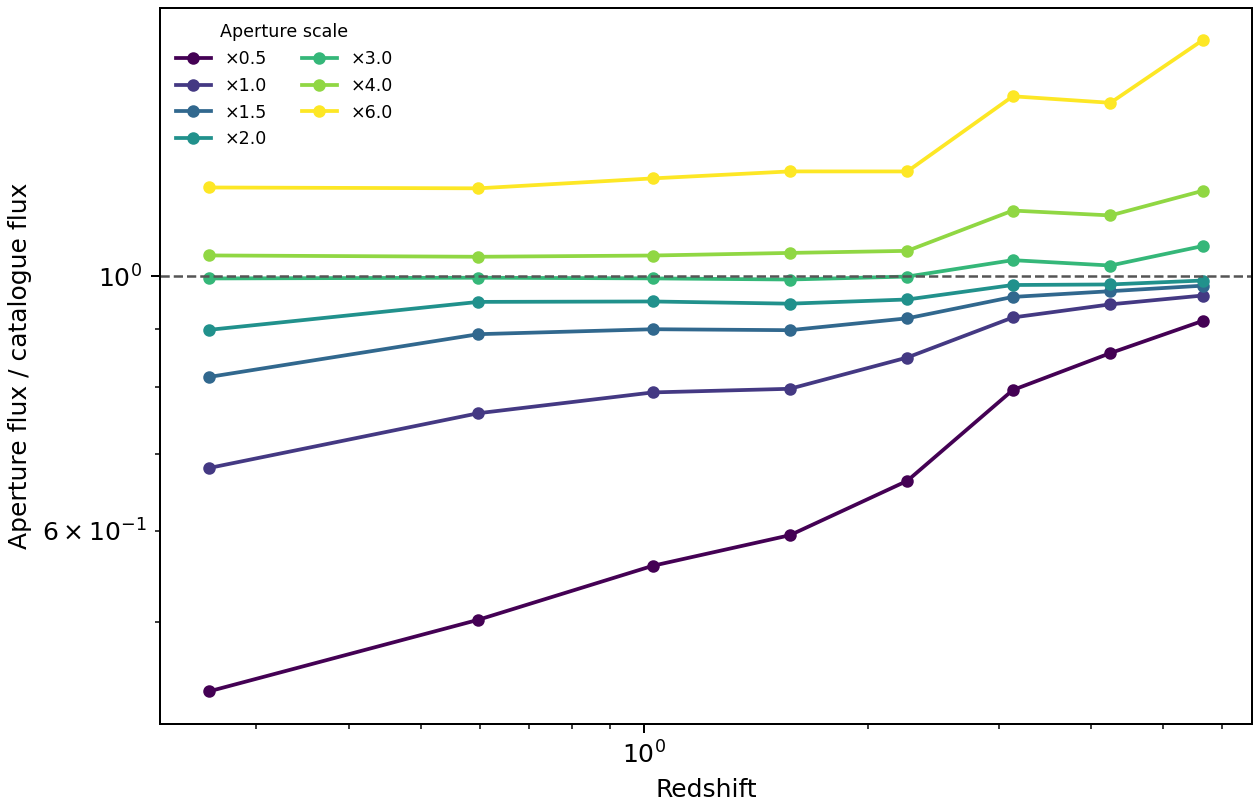 Aperture scale
×0.5
×1.0
×1.5
×2.0
×3.0
×4.0
×6.0
Aperture flux / catalogue flux
10⁰
6 × 10⁻¹
10⁰
Redshift